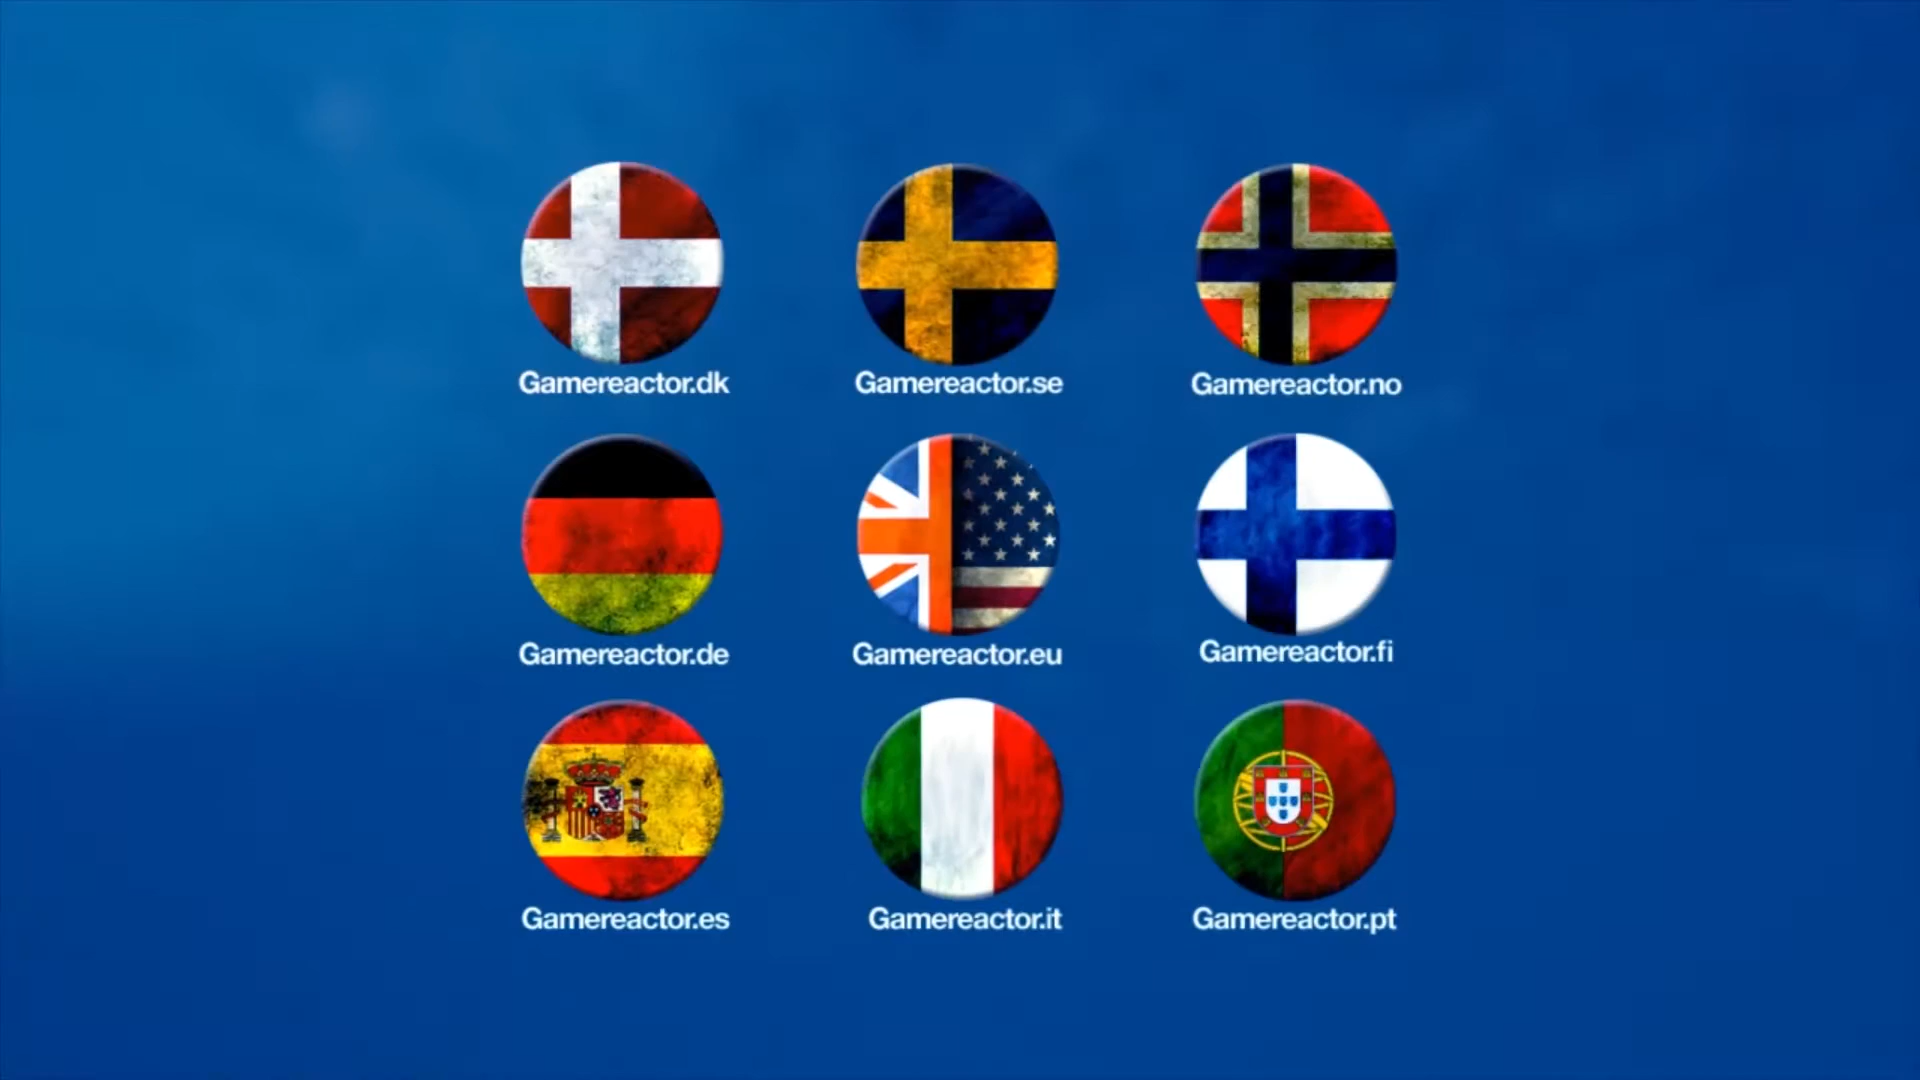 Gamereactor.dk
Gamereactor.se
Gamereactor.no
Gamereactor.de
Gamereactor.eu
Gamereactor.fi
Gamereactor.es
Gamereactor.it
Gamereactor.pt